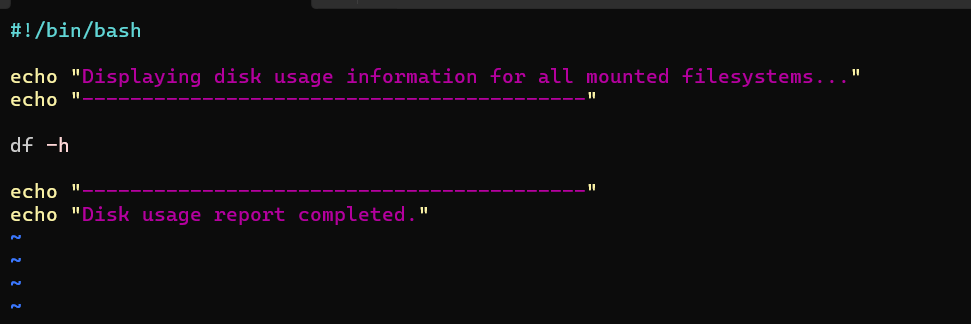 #!/bin/bash
echo "Displaying disk usage information for all mounted filesystems..."
echo "------------------------------------------"
df -h
echo "------------------------------------------"
echo "Disk usage report completed."
~
~
~
~